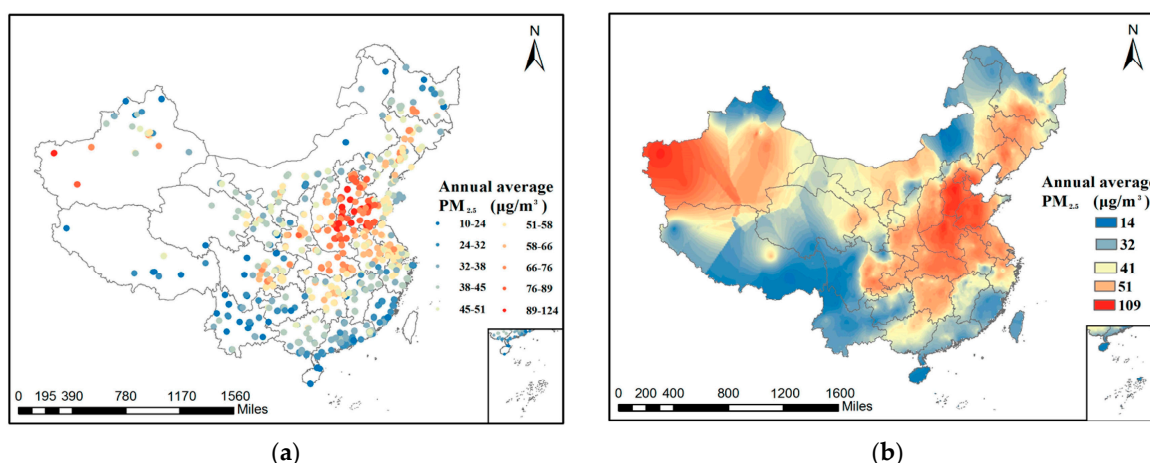 N
Annual average
PM2.5 (μg/m³)
10-24
24-32
32-38
38-45
45-51
51-58
58-66
66-76
76-89
89-124
0 195 390 780 1170 1560
Miles
(a)
N
Annual average
PM2.5 (μg/m³)
14
32
41
51
109
0 200 400 800 1200 1600
Miles
(b)